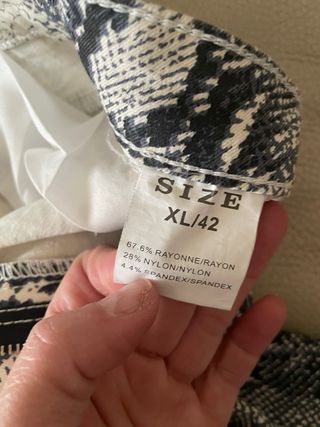 SIZE
XL/42
67.6% RAYONNE/RAYON
28% NYLON/NYLON
4.4% SPANDEX/SPANDEX